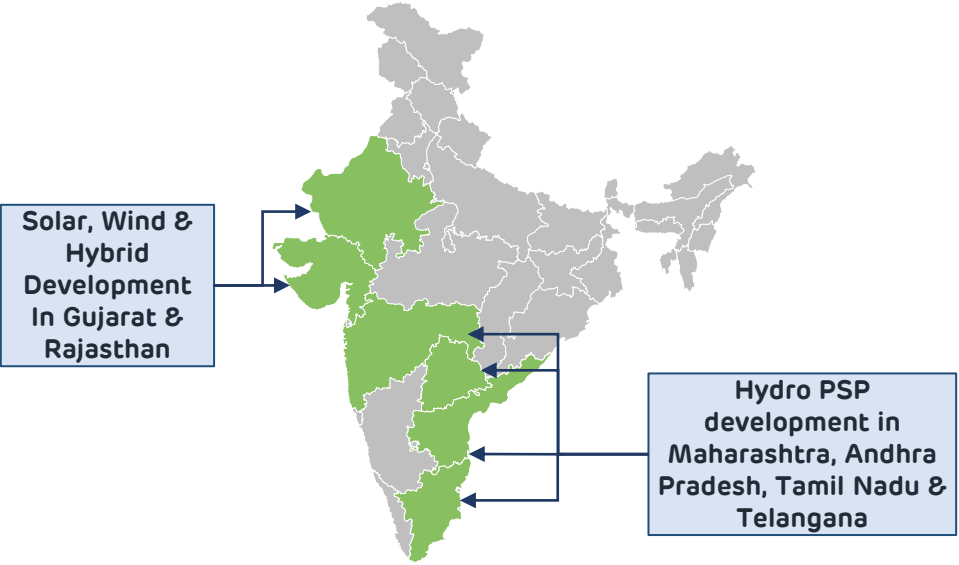 Solar, Wind &
Hybrid
Development
In Gujarat &
Rajasthan
Hydro PSP
development in
Maharashtra, Andhra
Pradesh, Tamil Nadu &
Telangana